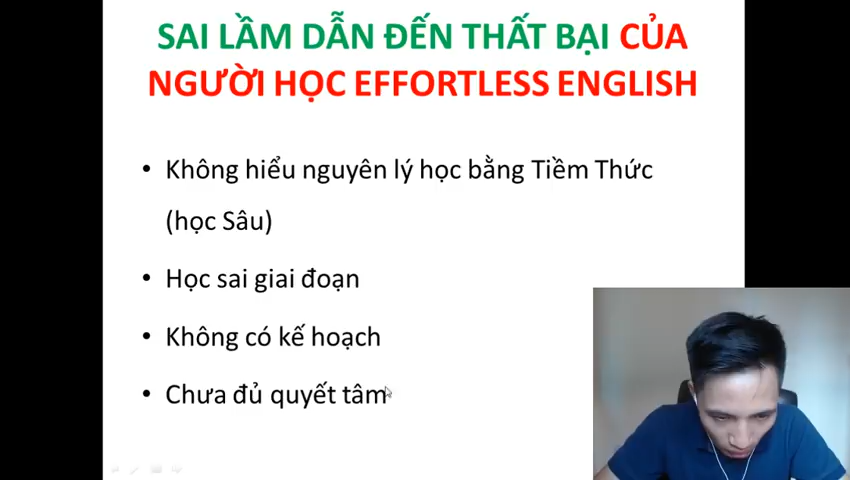 SAI LẦM DẪN ĐẾN THẤT BẠI CỦA
NGƯỜI HỌC EFFORTLESS ENGLISH
• Không hiểu nguyên lý học bằng Tiềm Thức
(học Sâu)
• Học sai giai đoạn
• Không có kế hoạch
• Chưa đủ quyết tâm